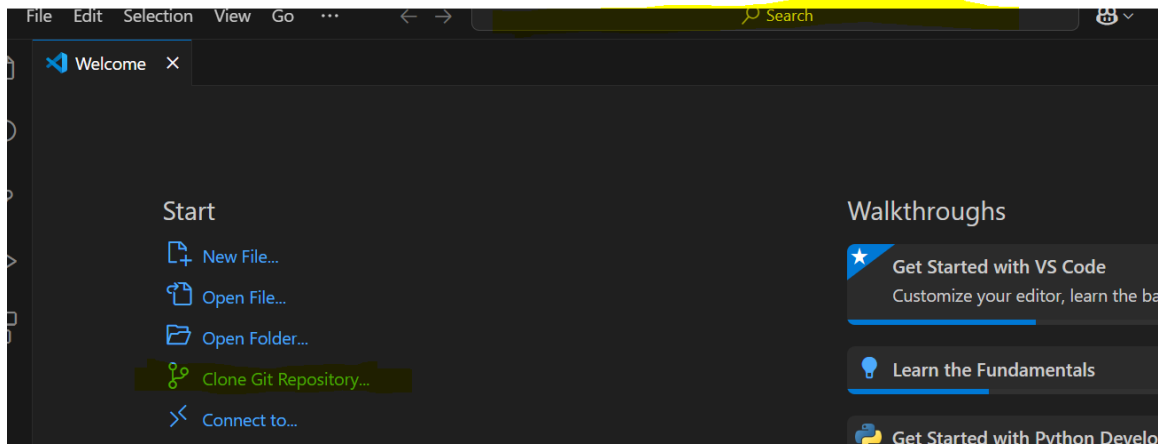 File Edit Selection View Go ... Search
Welcome
Start
New File...
Open File...
Open Folder...
Clone Git Repository...
Connect to...
Walkthroughs
Get Started with VS Code
Customize your editor, learn the ba
Learn the Fundamentals
Get Started with Python Develo